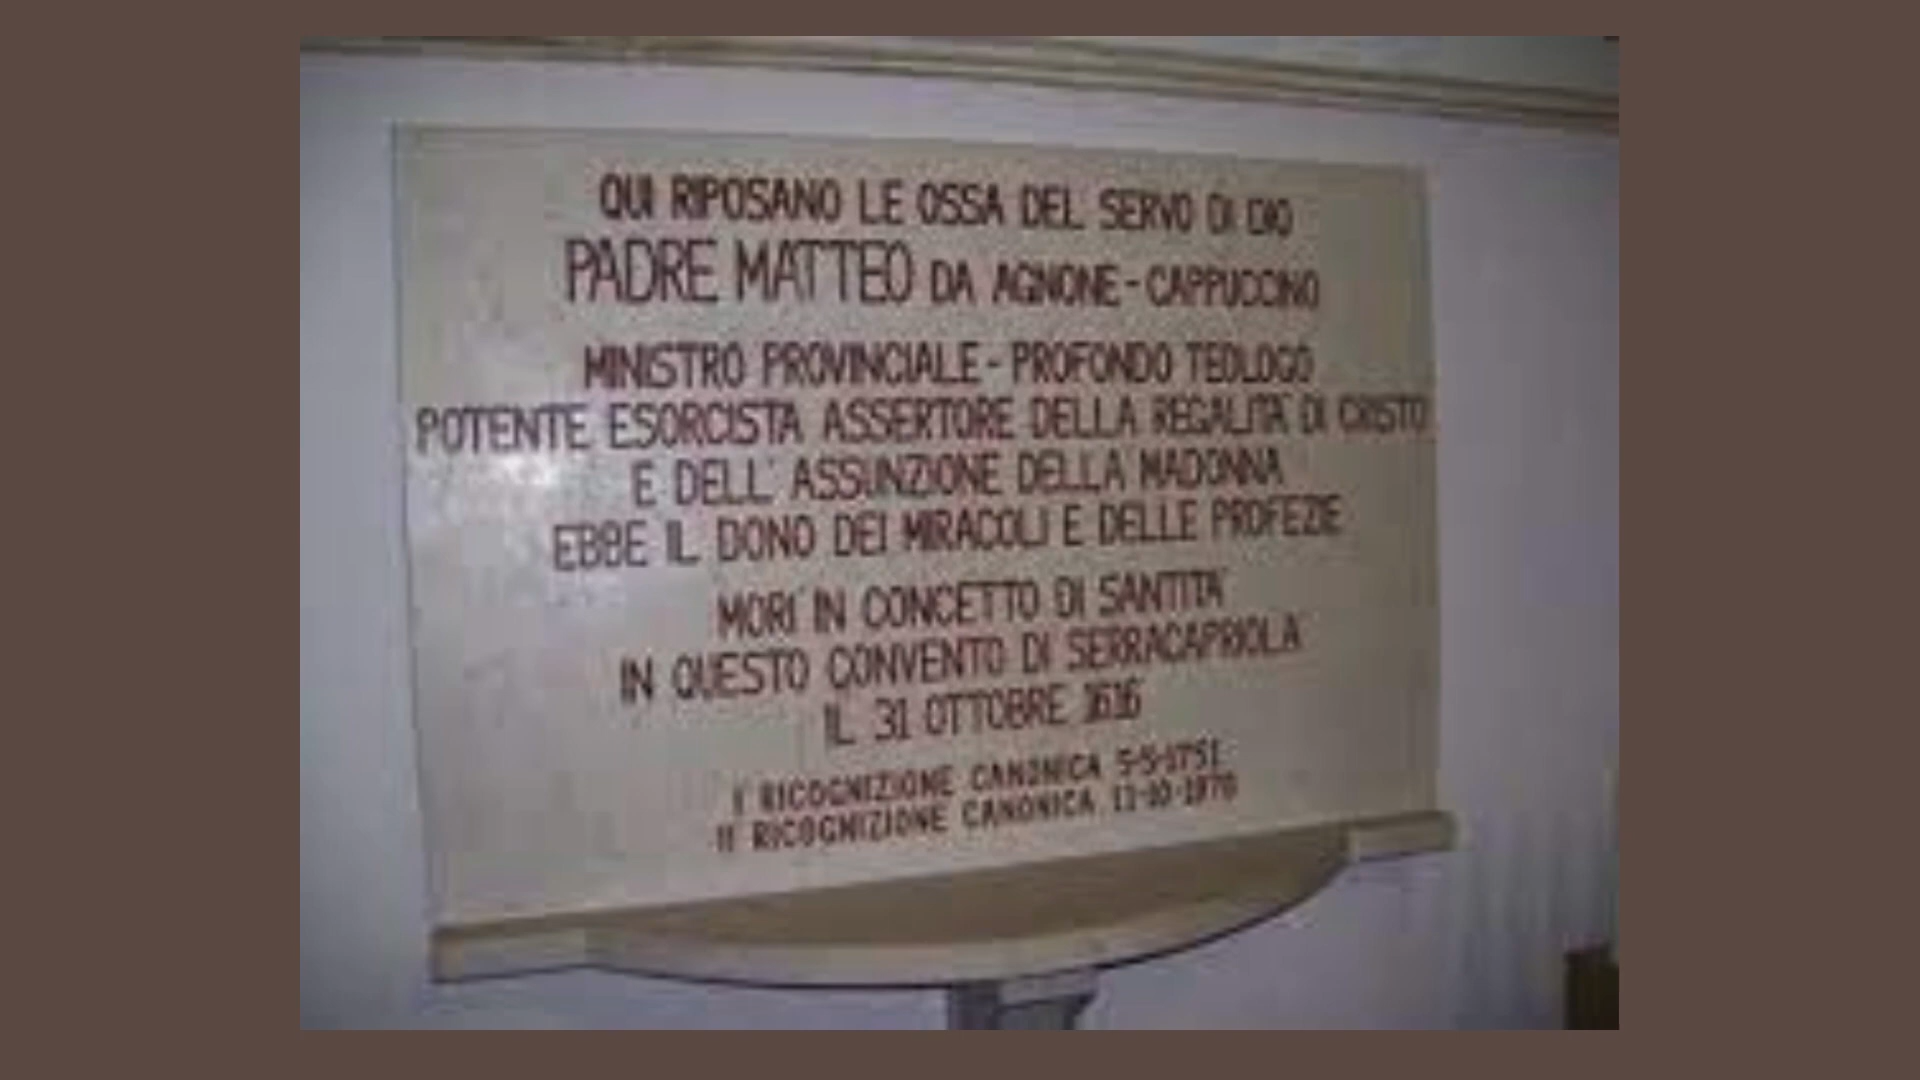 QUI RIPOSANO LE OSSA DEL SERVO DI DIO
PADRE MATTEO DA AGNONE - CAPPUCCINO
MINISTRO PROVINCIALE - PROFONDO TEOLOGO
POTENTE ESORCISTA ASSERTORE DELLA REGALITA' DI CRISTO
E DELL' ASSUNZIONE DELLA MADONNA
EBBE IL DONO DEI MIRACOLI E DELLE PROFEZIE
MORI' IN CONCETTO DI SANTITA'
IN QUESTO CONVENTO DI SERRACAPRIOLA
IL 31 OTTOBRE 1616
I RICOGNIZIONE CANONICA 5-5-1751
II RICOGNIZIONE CANONICA 11-10-1970